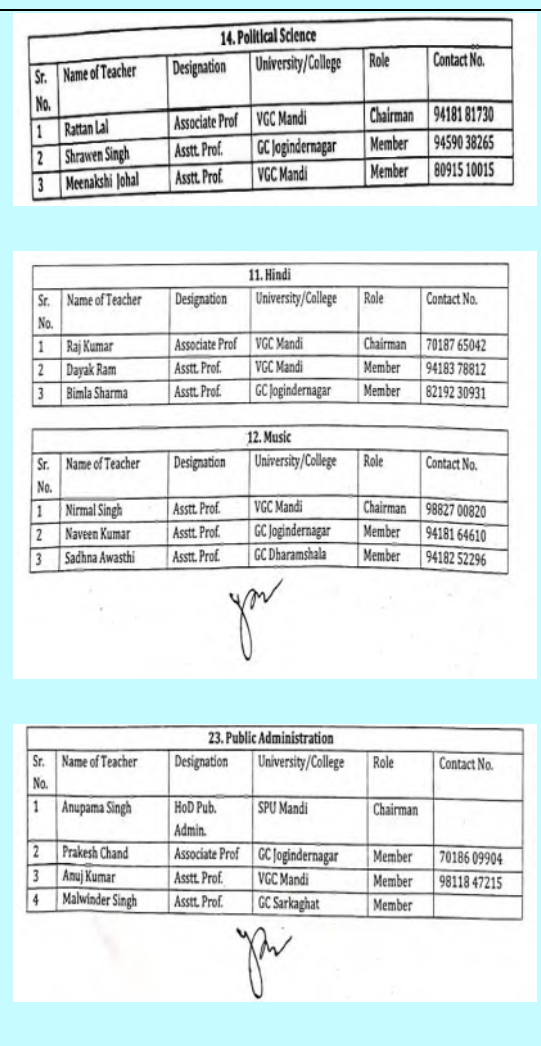 14. Political Science
Sr. No. Name of Teacher Designation University/College Role Contact No.
1 Rattan Lal Associate Prof VGC Mandi Chairman 94181 81730
2 Shrawen Singh Asstt. Prof. GC Jogindernagar Member 94590 38265
3 Meenakshi Johal Asstt. Prof. VGC Mandi Member 80915 10015
11. Hindi
Sr. No. Name of Teacher Designation University/College Role Contact No.
1 Raj Kumar Associate Prof VGC Mandi Chairman 70187 65042
2 Dayak Ram Asstt. Prof. VGC Mandi Member 94183 78812
3 Bimla Sharma Asstt. Prof. GC Jogindernagar Member 82192 30931
12. Music
Sr. No. Name of Teacher Designation University/College Role Contact No.
1 Nirmal Singh Asstt. Prof. VGC Mandi Chairman 98827 00820
2 Naveen Kumar Asstt. Prof. GC Jogindernagar Member 94181 64610
3 Sadhna Awasthi Asstt. Prof. GC Dharamshala Member 94182 52296
23. Public Administration
Sr. No. Name of Teacher Designation University/College Role Contact No.
1 Anupama Singh HoD Pub. Admin. SPU Mandi Chairman
2 Prakesh Chand Associate Prof GC Jogindernagar Member 70186 09904
3 Anuj Kumar Asstt. Prof. VGC Mandi Member 98118 47215
4 Malwinder Singh Asstt. Prof. GC Sarkaghat Member